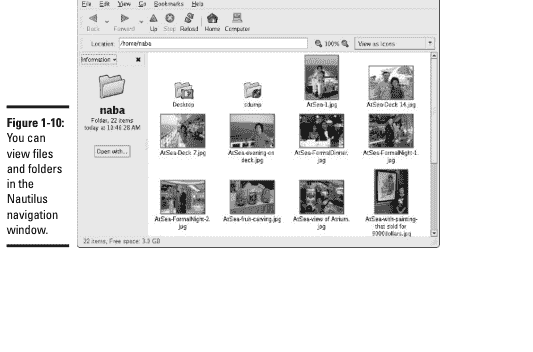 File Edit View Go Bookmarks Help
Back Forward Up Stop Reload Home Computer
Location: /home/naba 100% View as Icons
Information
naba
Folder, 22 items
today at 10:46:28 AM
Open with...
Desktop
cdump
AtSea-1.jpg
AtSea-Deck 14.jpg
AtSea-Deck 7.jpg
AtSea-evening-on
deck.jpg
AtSea-FormalDinner.
jpg
AtSea-FormalNight-1.
jpg
AtSea-FormalNight-2.
jpg
AtSea-fruit-carving.jpg
AtSea-view of Atrium.
jpg
AtSea-with-painting-
that sold for
9000dollars.jpg
22 items, Free space: 3.0 GB
Figure 1-10:
You can
view files
and folders
in the
Nautilus
navigation
window.